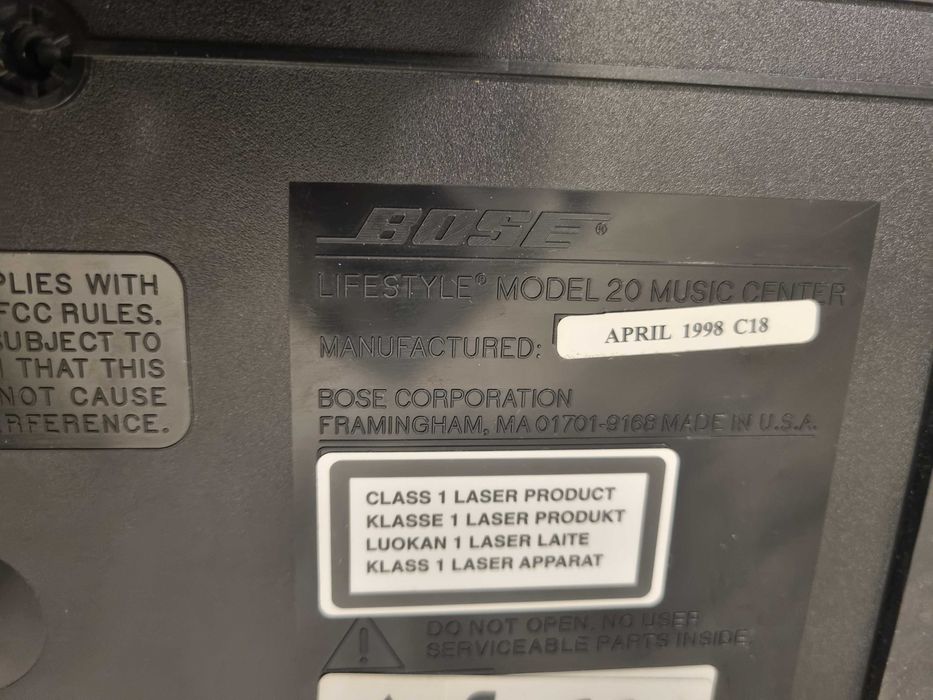 PLIES WITH
FCC RULES.
SUBJECT TO
THAT THIS
NOT CAUSE
RFERENCE.
BOSE®
LIFESTYLE® MODEL 20 MUSIC CENTER
MANUFACTURED: APRIL 1998 C18
BOSE CORPORATION
FRAMINGHAM, MA 01701-9168 MADE IN U.S.A.
CLASS 1 LASER PRODUCT
KLASSE 1 LASER PRODUKT
LUOKAN 1 LASER LAITE
KLASS 1 LASER APPARAT
DO NOT OPEN. NO USER
SERVICEABLE PARTS INSIDE.